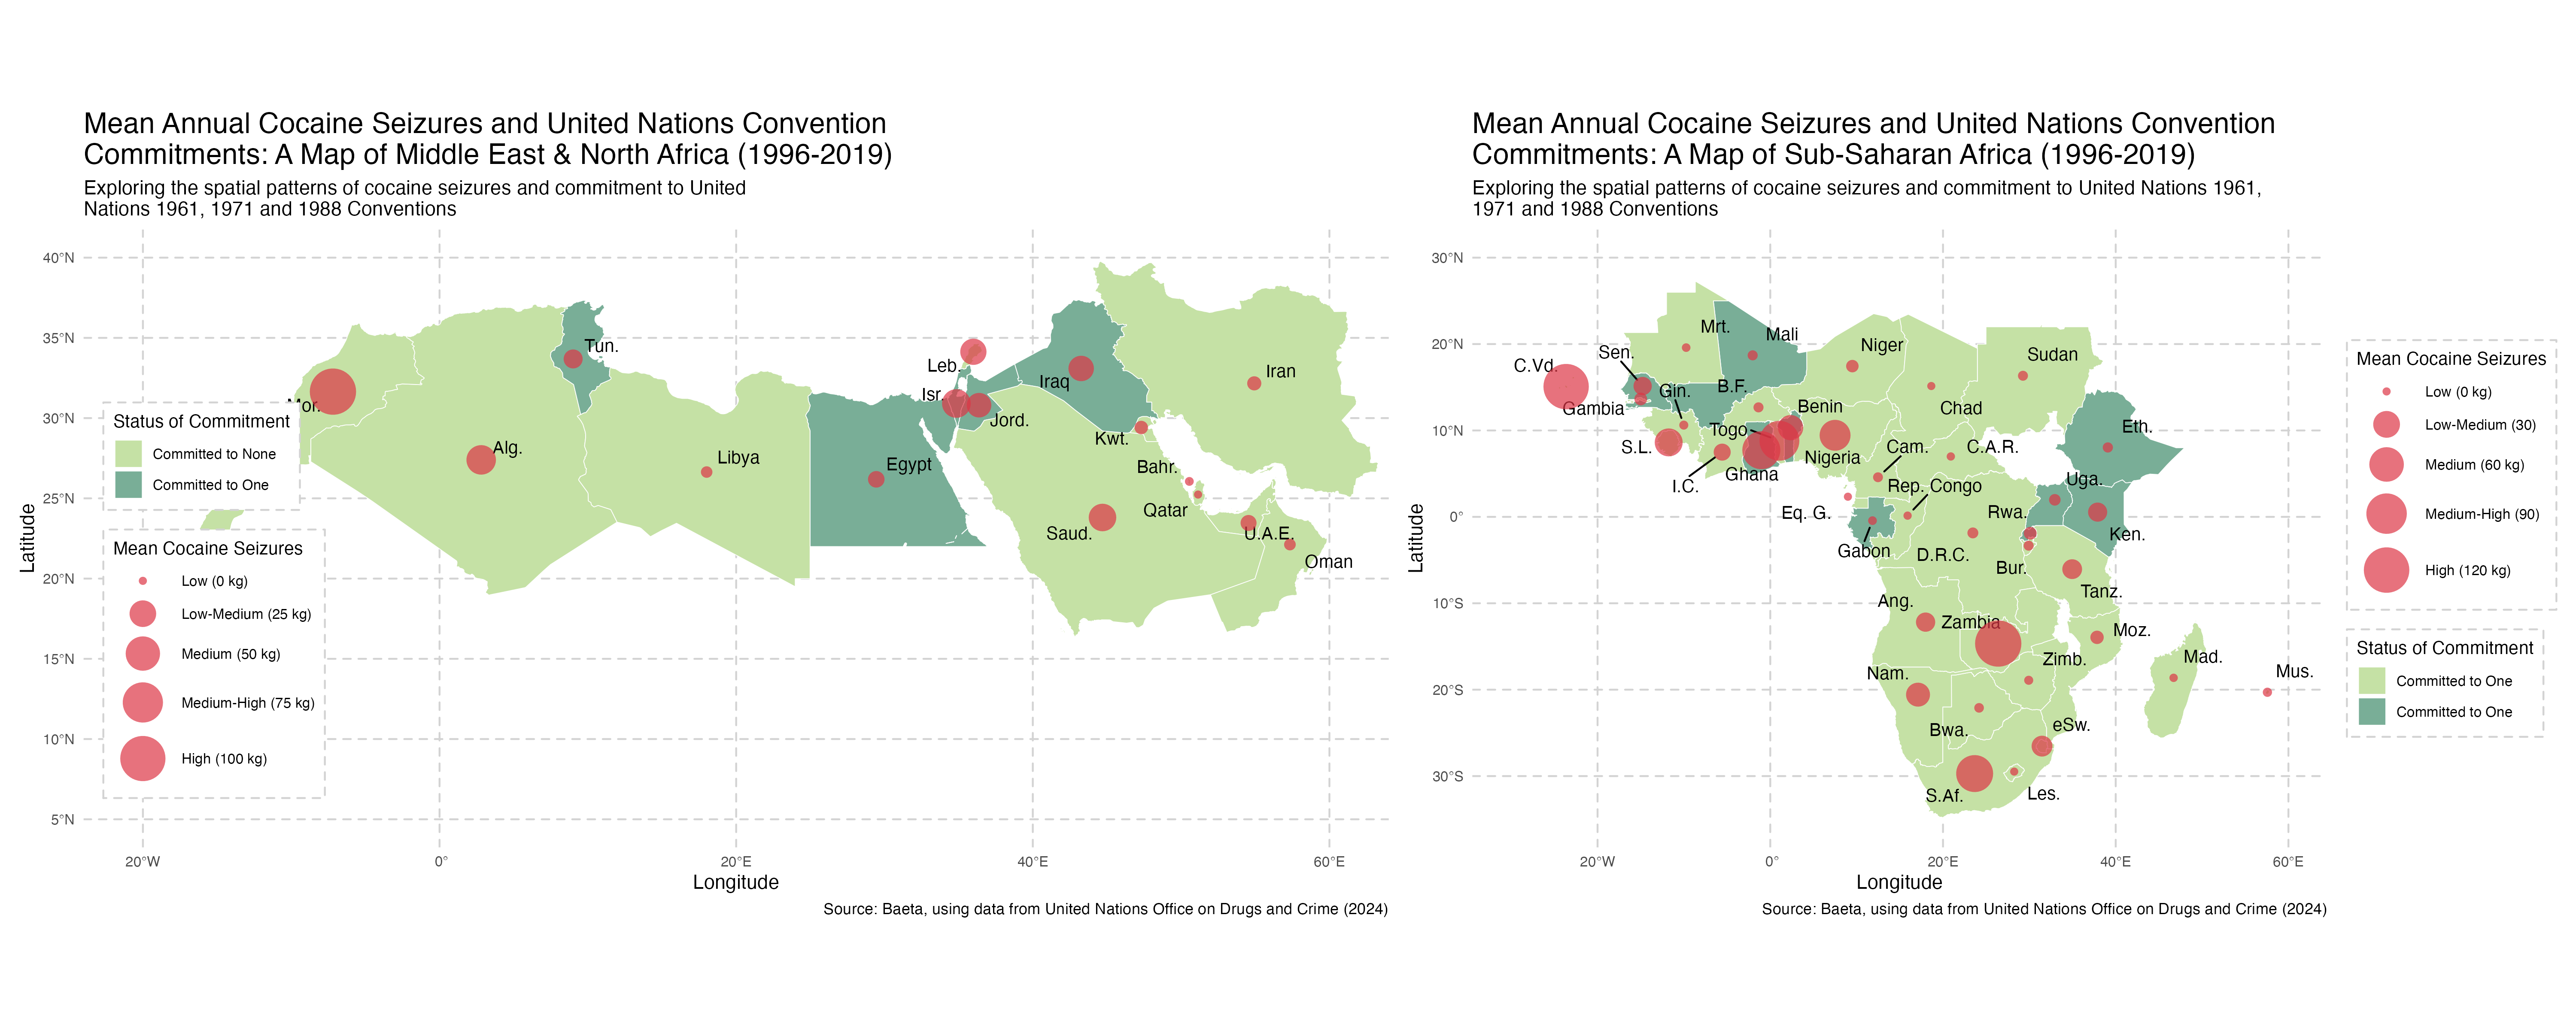 Mean Annual Cocaine Seizures and United Nations Convention
Commitments: A Map of Middle East & North Africa (1996-2019)
Exploring the spatial patterns of cocaine seizures and commitment to United
Nations 1961, 1971 and 1988 Conventions
40°N
35°N
30°N
25°N
20°N
15°N
10°N
5°N
Latitude
Tun.
Leb.
Iraq
Iran
Isr.
Jord.
Mor.
Kwt.
Alg.
Libya
Egypt
Bahr.
Qatar
Saud.
U.A.E.
Oman
Status of Commitment
Committed to None
Committed to One
Mean Cocaine Seizures
Low (0 kg)
Low-Medium (25 kg)
Medium (50 kg)
Medium-High (75 kg)
High (100 kg)
20°W
0°
20°E
40°E
60°E
Longitude
Source: Baeta, using data from United Nations Office on Drugs and Crime (2024)
Mean Annual Cocaine Seizures and United Nations Convention
Commitments: A Map of Sub-Saharan Africa (1996-2019)
Exploring the spatial patterns of cocaine seizures and commitment to United Nations 1961,
1971 and 1988 Conventions
30°N
20°N
10°N
0°
10°S
20°S
30°S
Latitude
Mrt.
Mali
Niger
Sudan
Sen.
C.Vd.
Gin.
B.F.
Gambia
Benin
Chad
Togo
Eth.
S.L.
Nigeria
Cam.
C.A.R.
Ghana
I.C.
Rep. Congo
Uga.
Eq. G.
Rwa.
Gabon
D.R.C.
Ken.
Bur.
Tanz.
Ang.
Zambia
Moz.
Zimb.
Mad.
Mus.
Nam.
Bwa.
eSw.
S.Af.
Les.
20°W
0°
20°E
40°E
60°E
Longitude
Source: Baeta, using data from United Nations Office on Drugs and Crime (2024)
Mean Cocaine Seizures
Low (0 kg)
Low-Medium (30)
Medium (60 kg)
Medium-High (90)
High (120 kg)
Status of Commitment
Committed to One
Committed to One